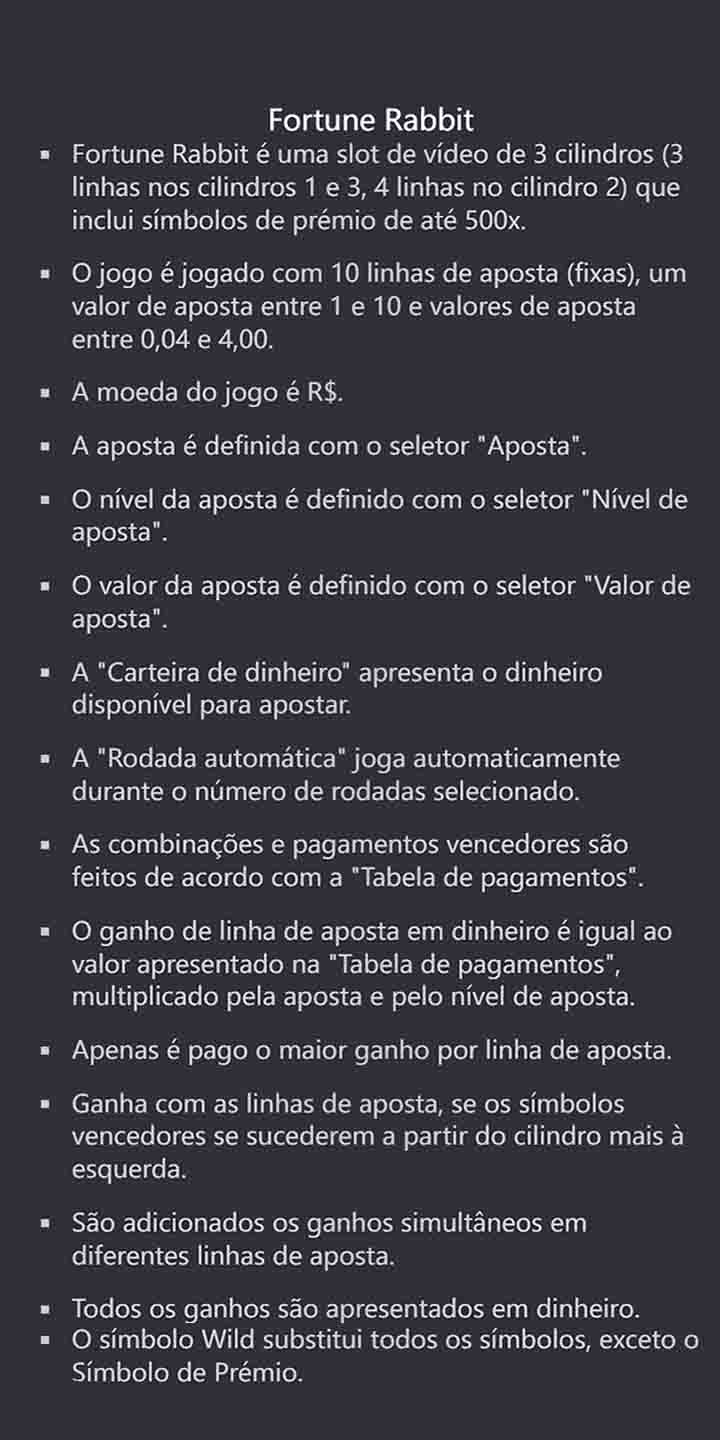 Fortune Rabbit
▪ Fortune Rabbit é uma slot de vídeo de 3 cilindros (3
linhas nos cilindros 1 e 3, 4 linhas no cilindro 2) que
inclui símbolos de prémio de até 500x.
▪ O jogo é jogado com 10 linhas de aposta (fixas), um
valor de aposta entre 1 e 10 e valores de aposta
entre 0,04 e 4,00.
▪ A moeda do jogo é R$.
▪ A aposta é definida com o seletor "Aposta".
▪ O nível da aposta é definido com o seletor "Nível de
aposta".
▪ O valor da aposta é definido com o seletor "Valor de
aposta".
▪ A "Carteira de dinheiro" apresenta o dinheiro
disponível para apostar.
▪ A "Rodada automática" joga automaticamente
durante o número de rodadas selecionado.
▪ As combinações e pagamentos vencedores são
feitos de acordo com a "Tabela de pagamentos".
▪ O ganho de linha de aposta em dinheiro é igual ao
valor apresentado na "Tabela de pagamentos",
multiplicado pela aposta e pelo nível de aposta.
▪ Apenas é pago o maior ganho por linha de aposta.
▪ Ganha com as linhas de aposta, se os símbolos
vencedores se sucederem a partir do cilindro mais à
esquerda.
▪ São adicionados os ganhos simultâneos em
diferentes linhas de aposta.
▪ Todos os ganhos são apresentados em dinheiro.
▪ O símbolo Wild substitui todos os símbolos, exceto o
Símbolo de Prémio.